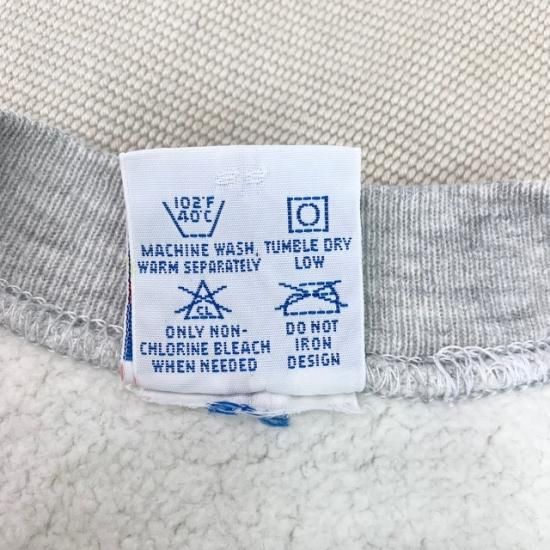 102°F
40°C
MACHINE WASH,
WARM SEPARATELY
TUMBLE DRY
LOW
CL
ONLY NON-
CHLORINE BLEACH
WHEN NEEDED
DO NOT
IRON
DESIGN